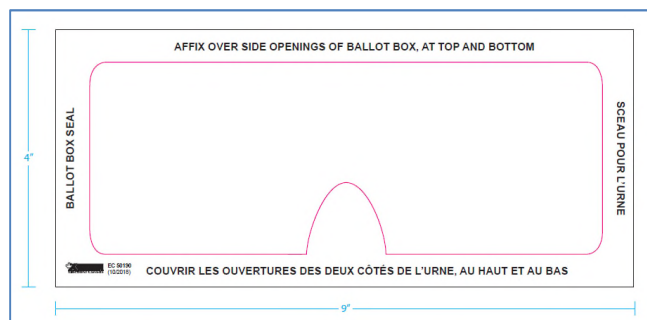 AFFIX OVER SIDE OPENINGS OF BALLOT BOX, AT TOP AND BOTTOM
4"
BALLOT BOX SEAL
SCEAU POUR L'URNE
EC 50190
(10/2018)
COUVRIR LES OUVERTURES DES DEUX CÔTÉS DE L'URNE, AU HAUT ET AU BAS
9"